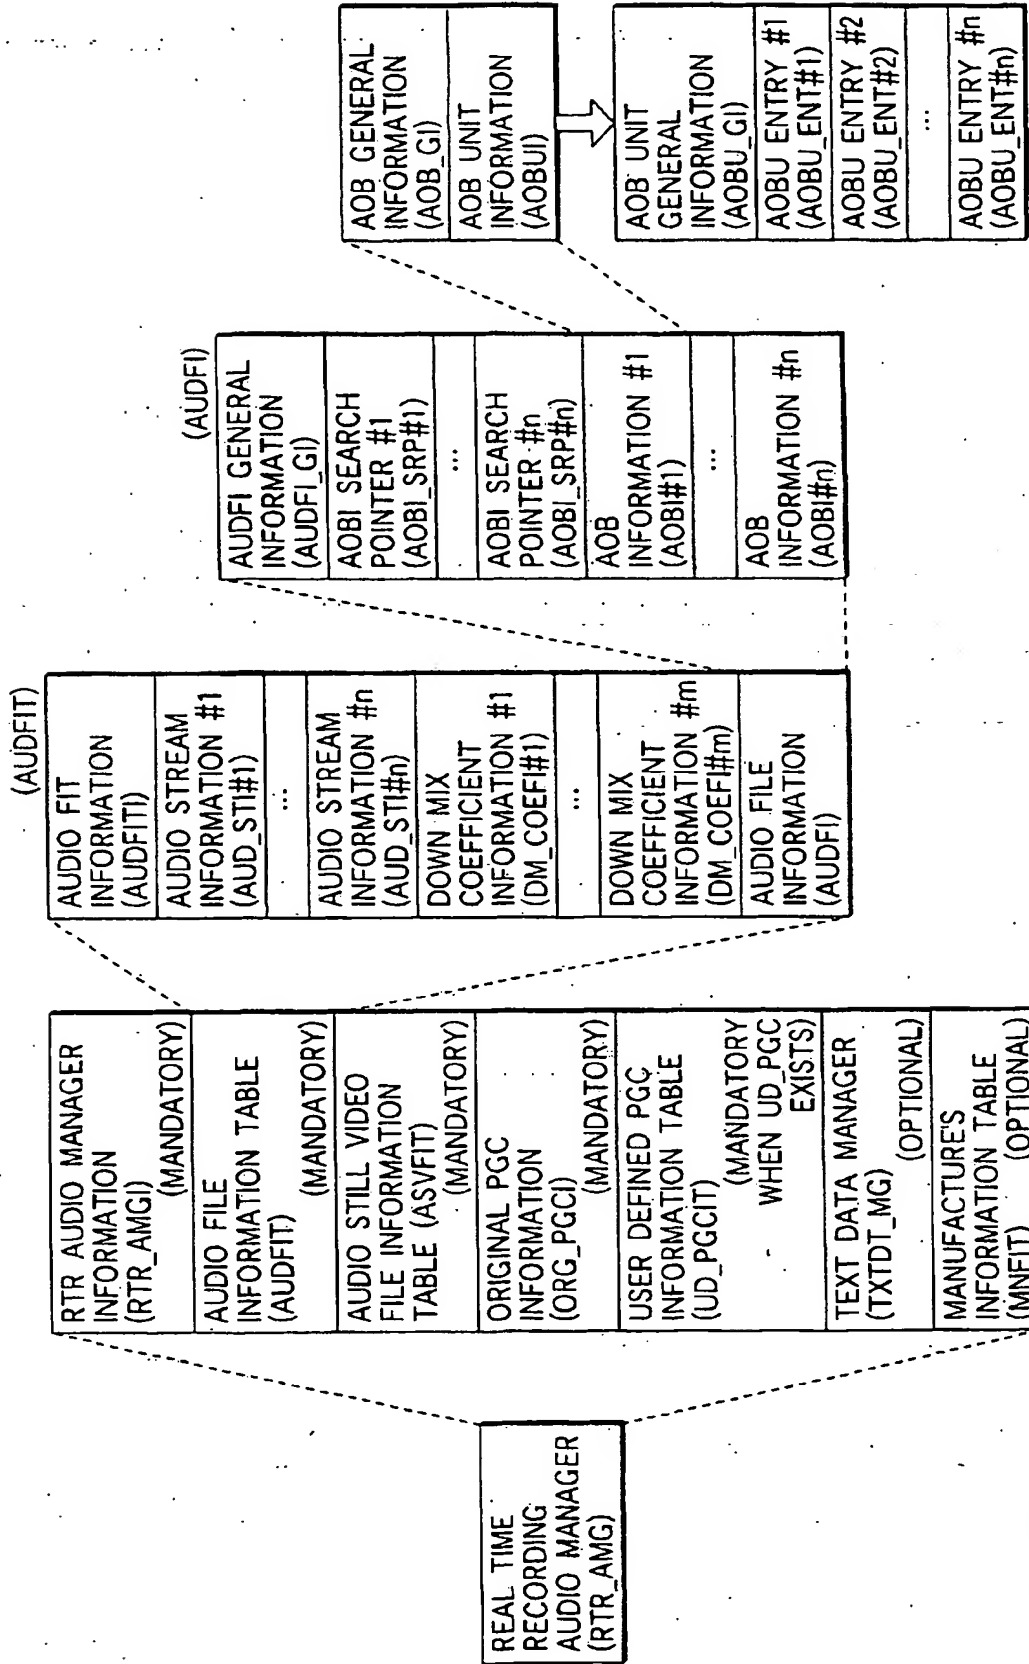 REAL TIME
RECORDING
AUDIO MANAGER
(RTR_AMG)
RTR AUDIO MANAGER
INFORMATION
(RTR_AMGI)
(MANDATORY)
AUDIO FILE
INFORMATION TABLE
(AUDFIT)
(MANDATORY)
AUDIO STILL VIDEO
FILE INFORMATION
TABLE (ASVFIT)
(MANDATORY)
ORIGINAL PGC
INFORMATION
(ORG_PGCI)
(MANDATORY)
USER DEFINED PGC
INFORMATION TABLE
(UD_PGCIT)
(MANDATORY
WHEN UD_PGC
EXISTS)
TEXT DATA MANAGER
(TXTDT_MG)
(OPTIONAL)
MANUFACTURE'S
INFORMATION TABLE
(MNFIT) (OPTIONAL)
(AUDFIT)
AUDIO FIT
INFORMATION
(AUDFITI)
AUDIO STREAM
INFORMATION #1
(AUD_STI#1)
...
AUDIO STREAM
INFORMATION #n
(AUD_STI#n)
DOWN MIX
COEFFICIENT
INFORMATION #1
(DM_COEFI#1)
...
DOWN MIX
COEFFICIENT
INFORMATION #m
(DM_COEFI#m)
AUDIO FILE
INFORMATION
(AUDFI)
(AUDFI)
AUDFI GENERAL
INFORMATION
(AUDFI_GI)
AOBI SEARCH
POINTER #1
(AOBI_SRP#1)
...
AOBI SEARCH
POINTER #n
(AOBI_SRP#n)
AOB
INFORMATION #1
(AOBI#1)
...
AOB
INFORMATION #n
(AOBI#n)
AOB GENERAL
INFORMATION
(AOB_GI)
AOB UNIT
INFORMATION
(AOBUI)
AOB UNIT
GENERAL
INFORMATION
(AOBU_GI)
AOBU ENTRY #1
(AOBU_ENT#1)
AOBU ENTRY #2
(AOBU_ENT#2)
...
AOBU ENTRY #n
(AOBU_ENT#n)